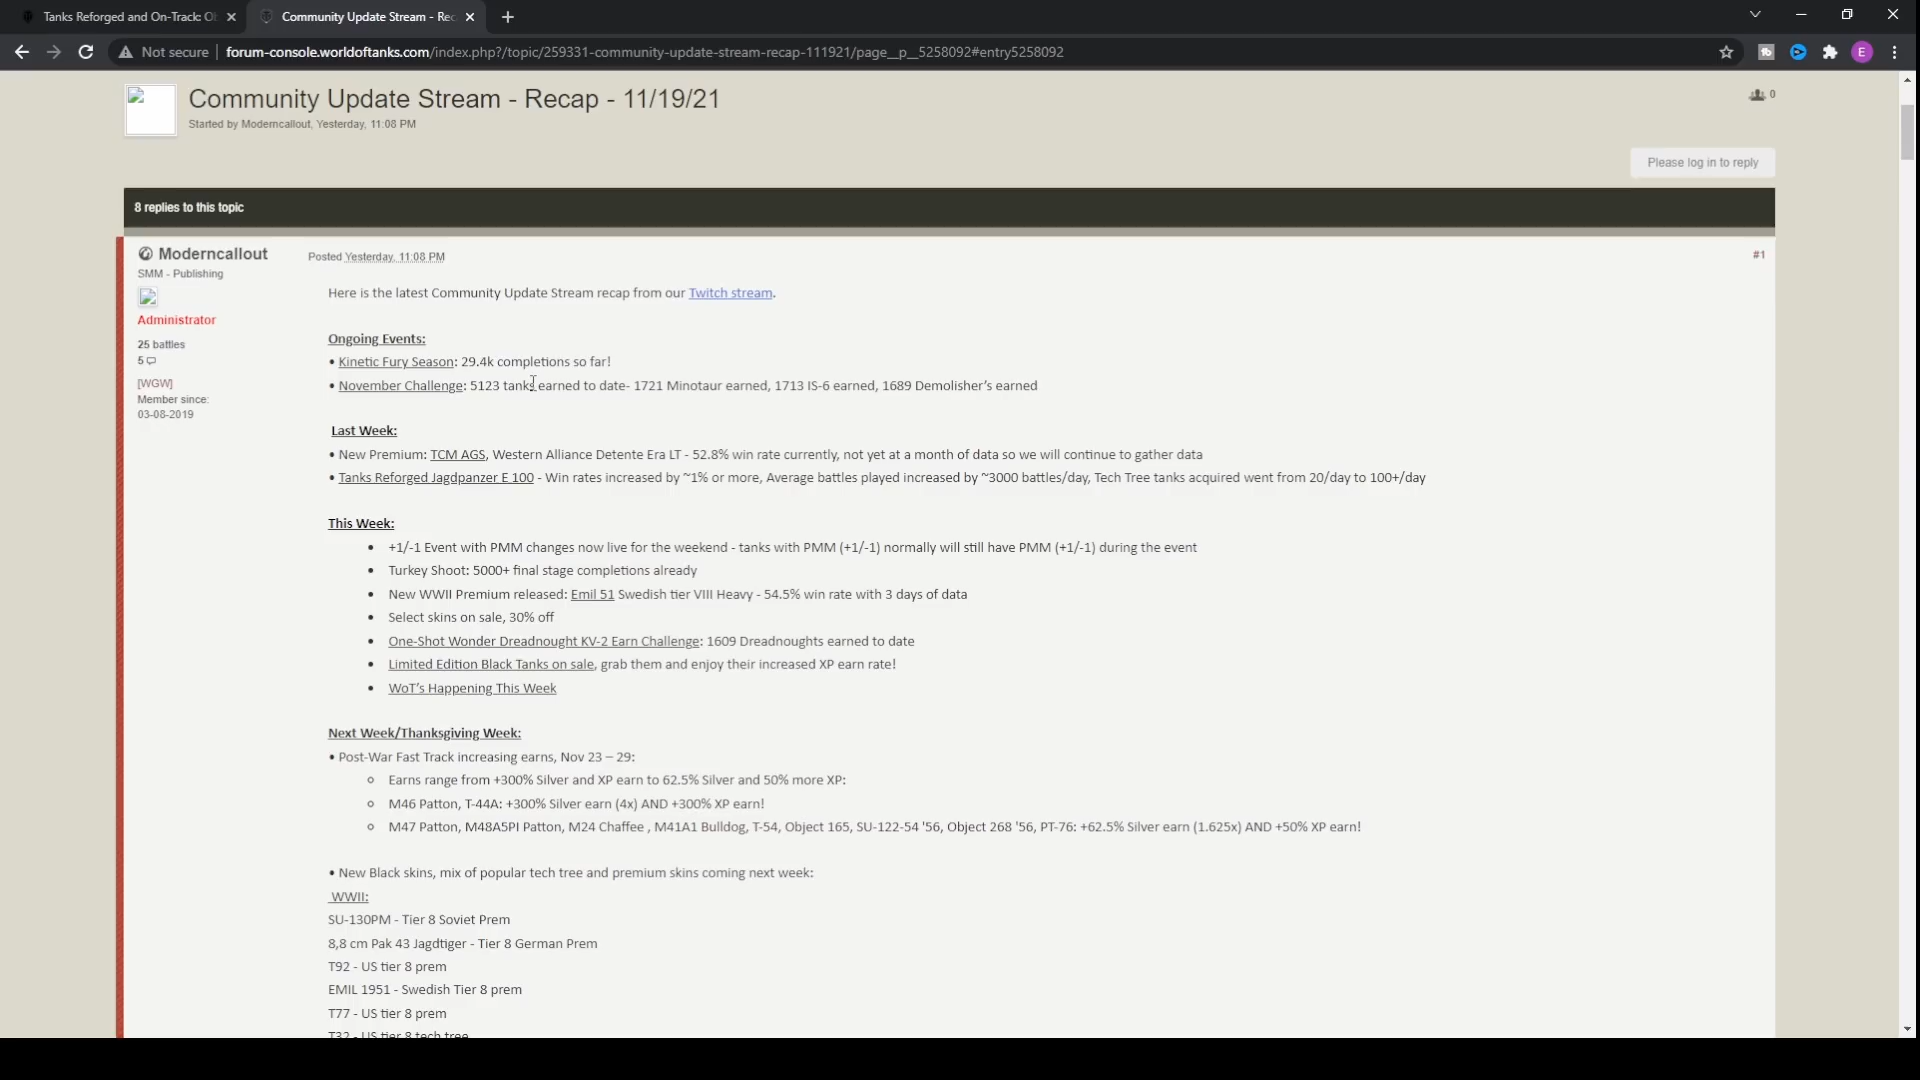 Tanks Reforged and On-Track: Ob
Community Update Stream - Rec
Not secure
forum-console.worldoftanks.com/index.php?/topic/259331-community-update-stream-recap-111921/page__p__5258092#entry5258092
E
Community Update Stream - Recap - 11/19/21
Started by Moderncallout, Yesterday, 11:08 PM
0
Please log in to reply
8 replies to this topic
Moderncallout
SMM - Publishing
Administrator
25 battles
5
[WGW]
Member since:
03-08-2019
Posted Yesterday, 11:08 PM
#1
Here is the latest Community Update Stream recap from our Twitch stream.
Ongoing Events:
• Kinetic Fury Season: 29.4k completions so far!
• November Challenge: 5123 tanks earned to date- 1721 Minotaur earned, 1713 IS-6 earned, 1689 Demolisher's earned
Last Week:
• New Premium: TCM AGS, Western Alliance Detente Era LT - 52.8% win rate currently, not yet at a month of data so we will continue to gather data
• Tanks Reforged Jagdpanzer E 100 - Win rates increased by ~1% or more, Average battles played increased by ~3000 battles/day, Tech Tree tanks acquired went from 20/day to 100+/day
This Week:
• +1/-1 Event with PMM changes now live for the weekend - tanks with PMM (+1/-1) normally will still have PMM (+1/-1) during the event
• Turkey Shoot: 5000+ final stage completions already
• New WWII Premium released: Emil 51 Swedish tier VIII Heavy - 54.5% win rate with 3 days of data
• Select skins on sale, 30% off
• One-Shot Wonder Dreadnought KV-2 Earn Challenge: 1609 Dreadnoughts earned to date
• Limited Edition Black Tanks on sale, grab them and enjoy their increased XP earn rate!
• WoT's Happening This Week
Next Week/Thanksgiving Week:
• Post-War Fast Track increasing earns, Nov 23 – 29:
○ Earns range from +300% Silver and XP earn to 62.5% Silver and 50% more XP:
○ M46 Patton, T-44A: +300% Silver earn (4x) AND +300% XP earn!
○ M47 Patton, M48A5PI Patton, M24 Chaffee , M41A1 Bulldog, T-54, Object 165, SU-122-54 '56, Object 268 '56, PT-76: +62.5% Silver earn (1.625x) AND +50% XP earn!
• New Black skins, mix of popular tech tree and premium skins coming next week:
WWII:
SU-130PM - Tier 8 Soviet Prem
8,8 cm Pak 43 Jagdtiger - Tier 8 German Prem
T92 - US tier 8 prem
EMIL 1951 - Swedish Tier 8 prem
T77 - US tier 8 prem
T32 - US tier 8 tech tree